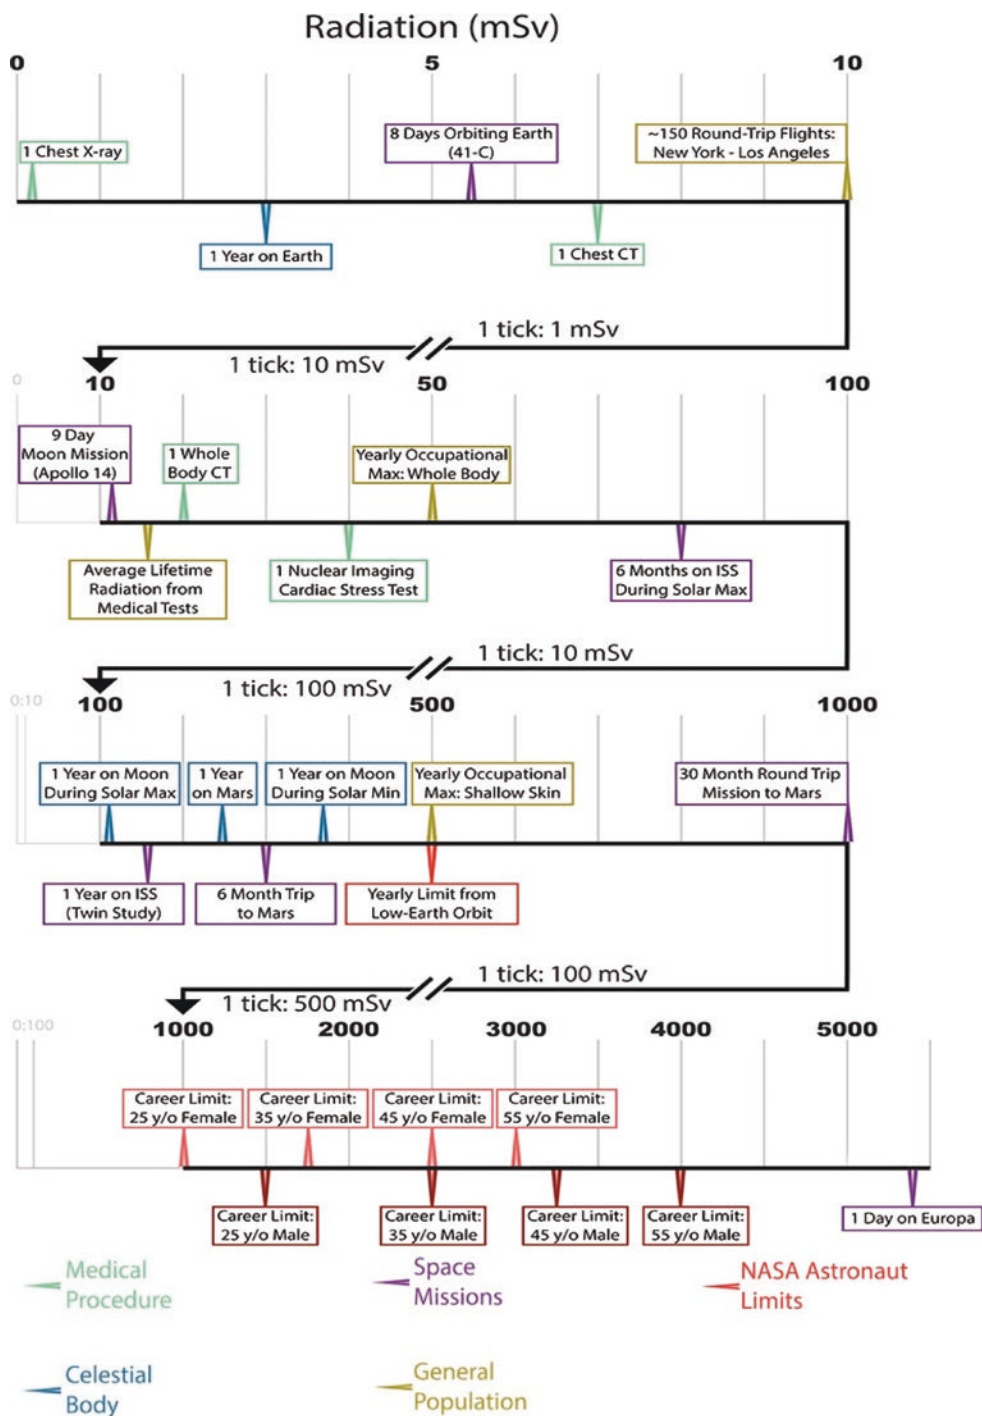 Radiation (mSv)
0 5 10
1 Chest X-ray
8 Days Orbiting Earth
(41-C)
~150 Round-Trip Flights:
New York - Los Angeles
1 Year on Earth
1 Chest CT
1 tick: 1 mSv
1 tick: 10 mSv
0 10 50 100
9 Day
Moon Mission
(Apollo 14)
1 Whole
Body CT
Yearly Occupational
Max: Whole Body
Average Lifetime
Radiation from
Medical Tests
1 Nuclear Imaging
Cardiac Stress Test
6 Months on ISS
During Solar Max
1 tick: 10 mSv
1 tick: 100 mSv
0:10 100 500 1000
1 Year on Moon
During Solar Max
1 Year
on Mars
1 Year on Moon
During Solar Min
Yearly Occupational
Max: Shallow Skin
30 Month Round Trip
Mission to Mars
1 Year on ISS
(Twin Study)
6 Month Trip
to Mars
Yearly Limit from
Low-Earth Orbit
1 tick: 100 mSv
1 tick: 500 mSv
0:100 1000 2000 3000 4000 5000
Career Limit:
25 y/o Female
Career Limit:
35 y/o Female
Career Limit:
45 y/o Female
Career Limit:
55 y/o Female
Career Limit:
25 y/o Male
Career Limit:
35 y/o Male
Career Limit:
45 y/o Male
Career Limit:
55 y/o Male
1 Day on Europa
Medical
Procedure
Space
Missions
NASA Astronaut
Limits
Celestial
Body
General
Population